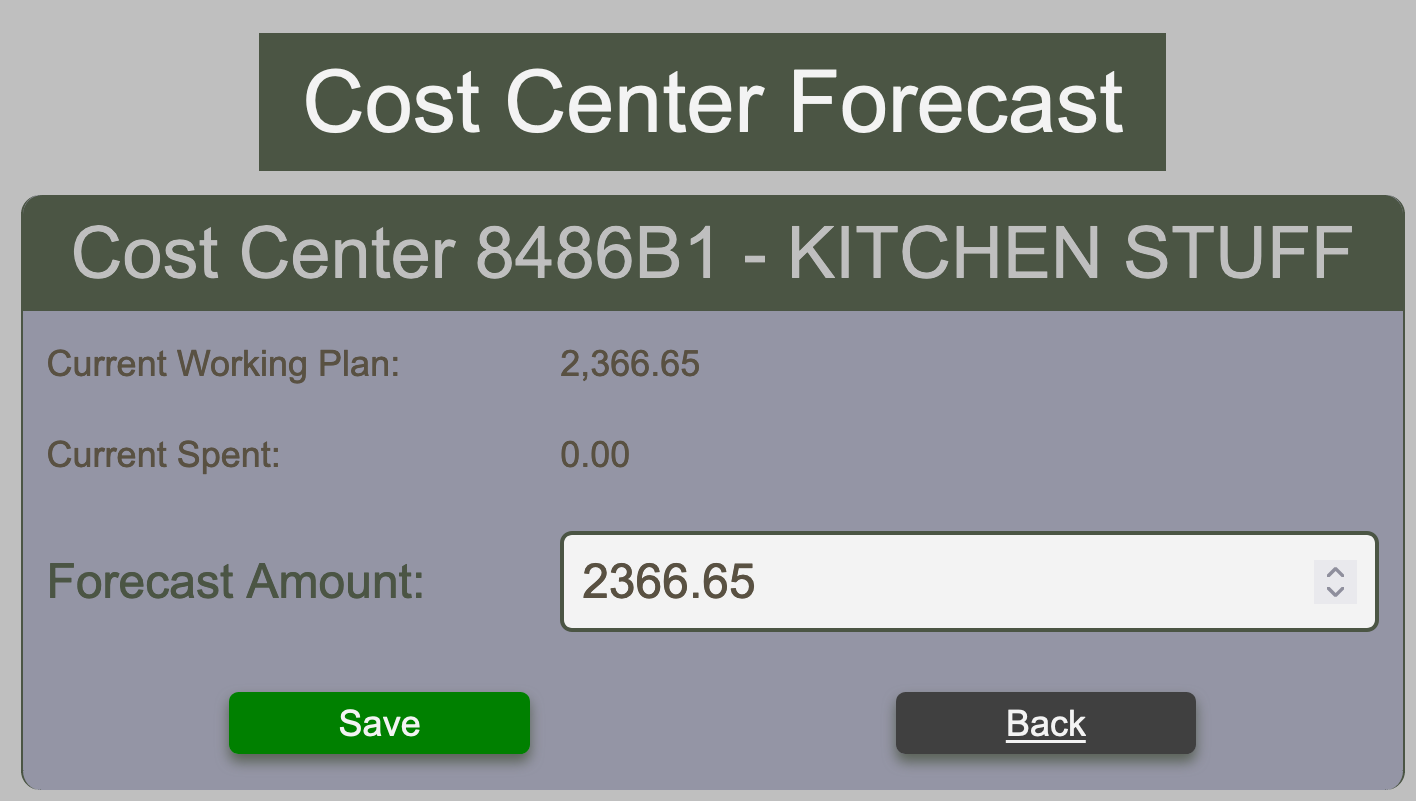 Cost Center Forecast
Cost Center 8486B1 - KITCHEN STUFF
Current Working Plan: 2,366.65
Current Spent: 0.00
Forecast Amount: 2366.65
Save Back